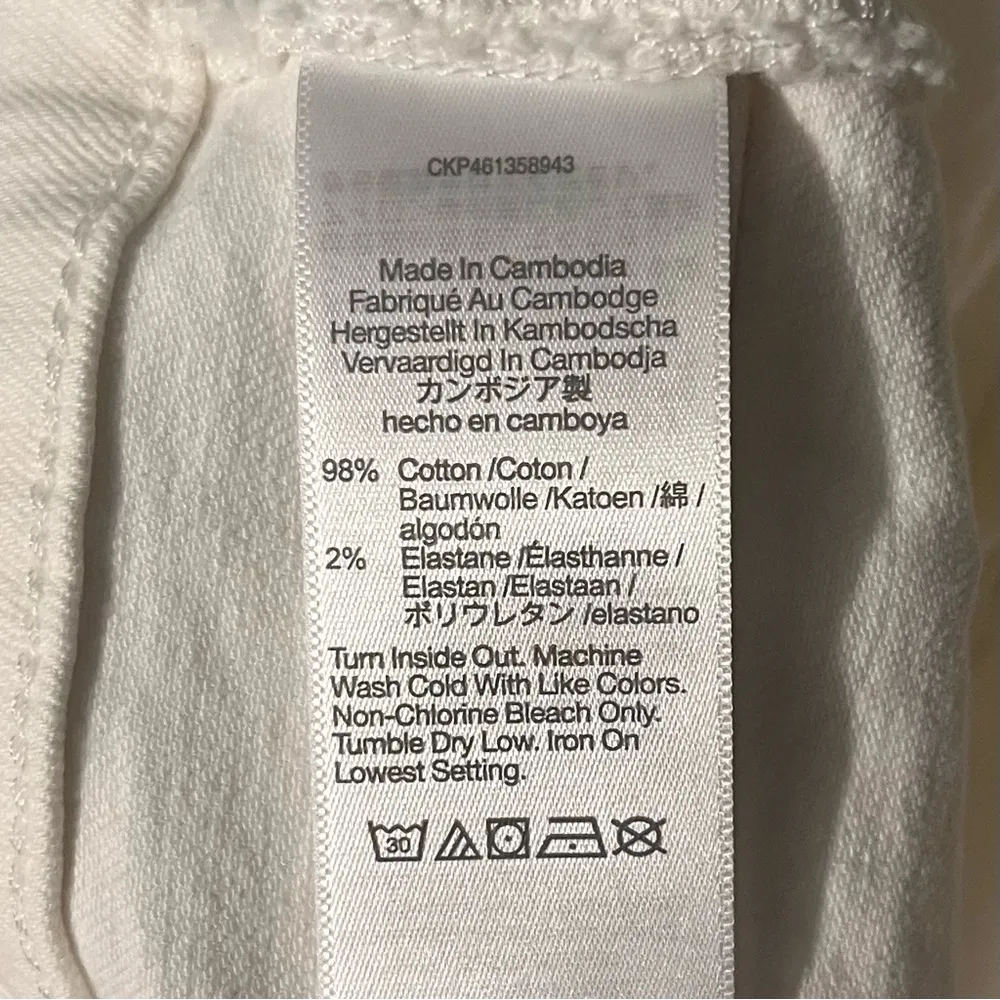 CKP461358943
Made In Cambodia
Fabriqué Au Cambodge
Hergestellt In Kambodscha
Vervaardigd In Cambodja
カンボジア製
hecho en camboya
98% Cotton /Coton /
Baumwolle /Katoen /綿 /
algodón
2% Elastane /Élasthanne /
Elastan /Elastaan /
ポリウレタン /elastano
Turn Inside Out. Machine
Wash Cold With Like Colors.
Non-Chlorine Bleach Only.
Tumble Dry Low. Iron On
Lowest Setting.
30